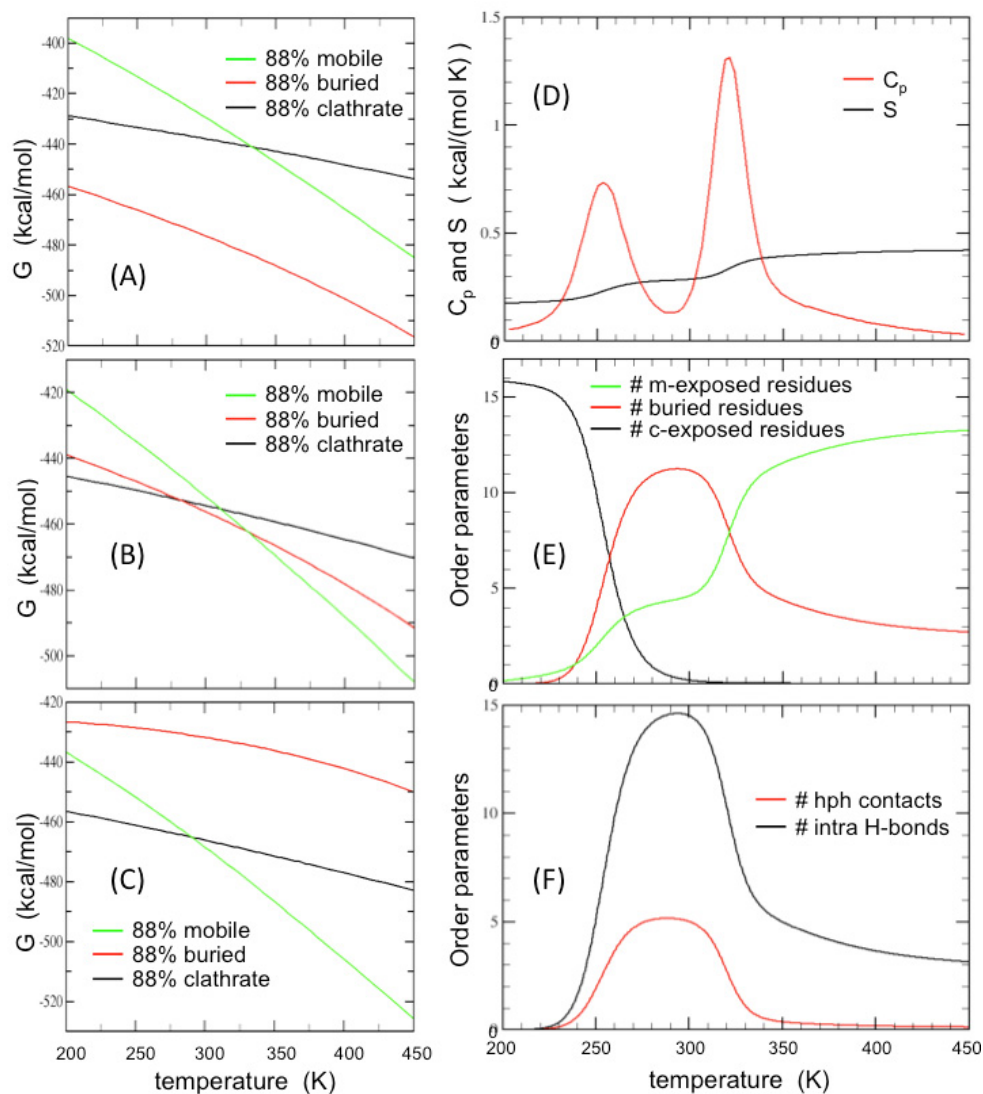 -400
-420
-440
-460
-480
-500
-520
G (kcal/mol)
88% mobile
88% buried
88% clathrate
(A)
-420
-440
-460
-480
-500
G (kcal/mol)
88% mobile
88% buried
88% clathrate
(B)
-420
-440
-460
-480
-500
-520
-530
G (kcal/mol)
(C)
88% mobile
88% buried
88% clathrate
200 250 300 350 400 450
temperature (K)
1.5
1
0.5
0
Cp and S ( kcal/(mol K) )
(D)
Cp
S
15
10
5
0
Order parameters
# m-exposed residues
# buried residues
# c-exposed residues
(E)
15
10
5
0
Order parameters
# hph contacts
# intra H-bonds
(F)
200 250 300 350 400 450
temperature (K)